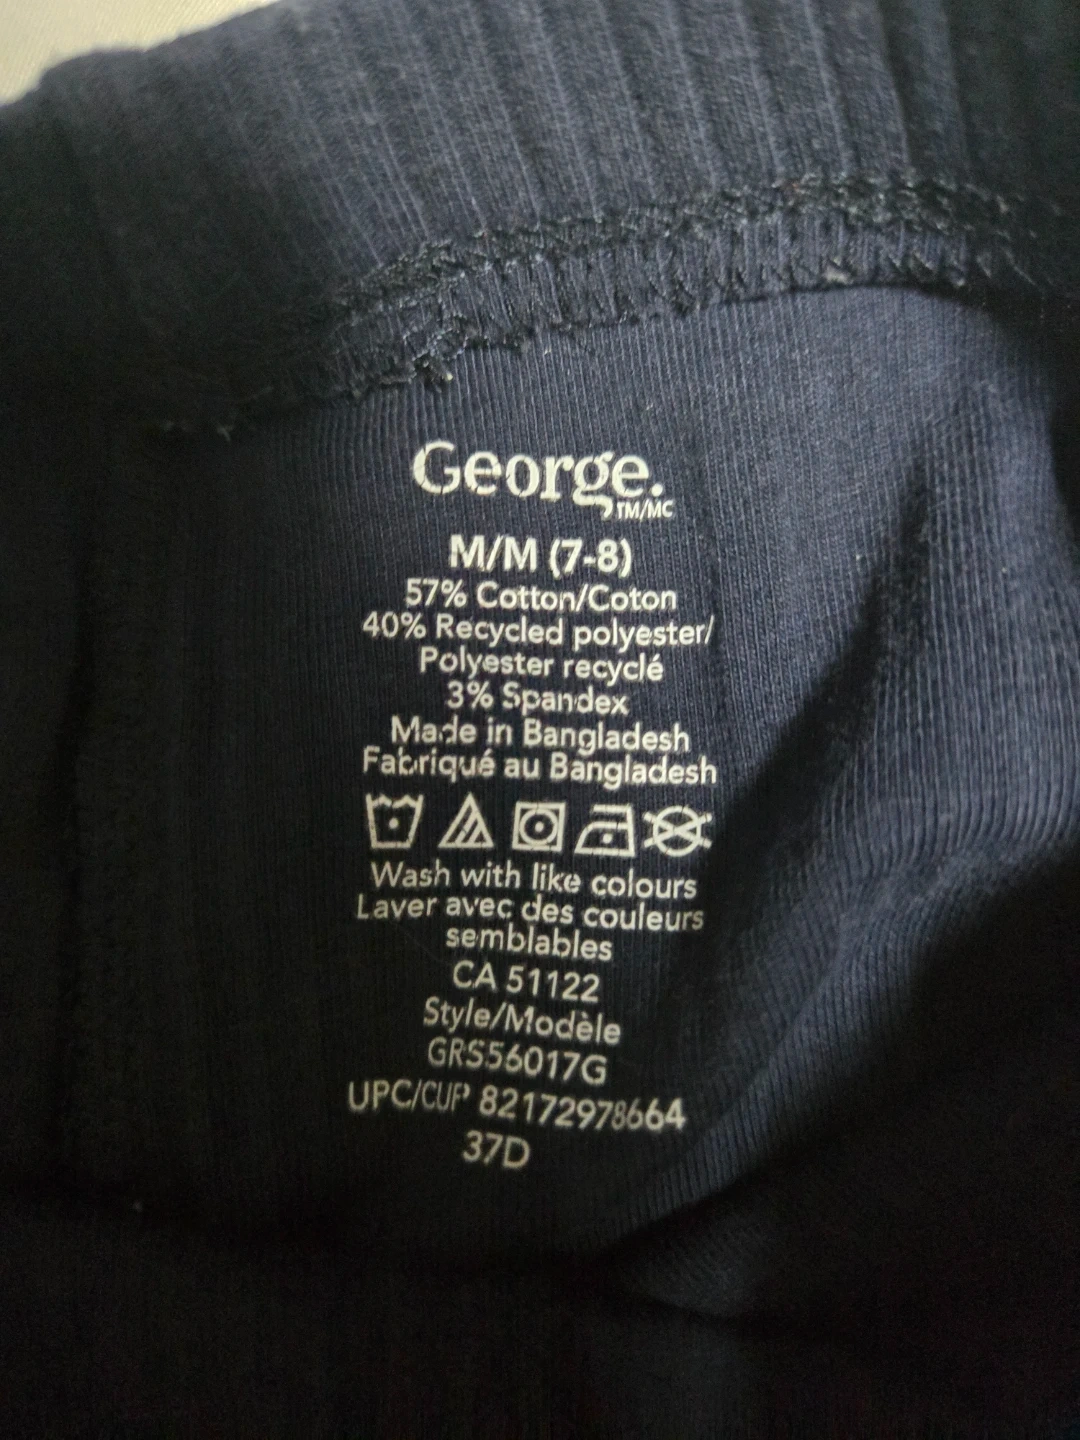 George.
TM/MC
M/M (7-8)
57% Cotton/Coton
40% Recycled polyester/
Polyester recyclé
3% Spandex
Made in Bangladesh
Fabriqué au Bangladesh
Wash with like colours
Laver avec des couleurs
semblables
CA 51122
Style/Modèle
GRS56017G
UPC/CUP 82172978664
37D